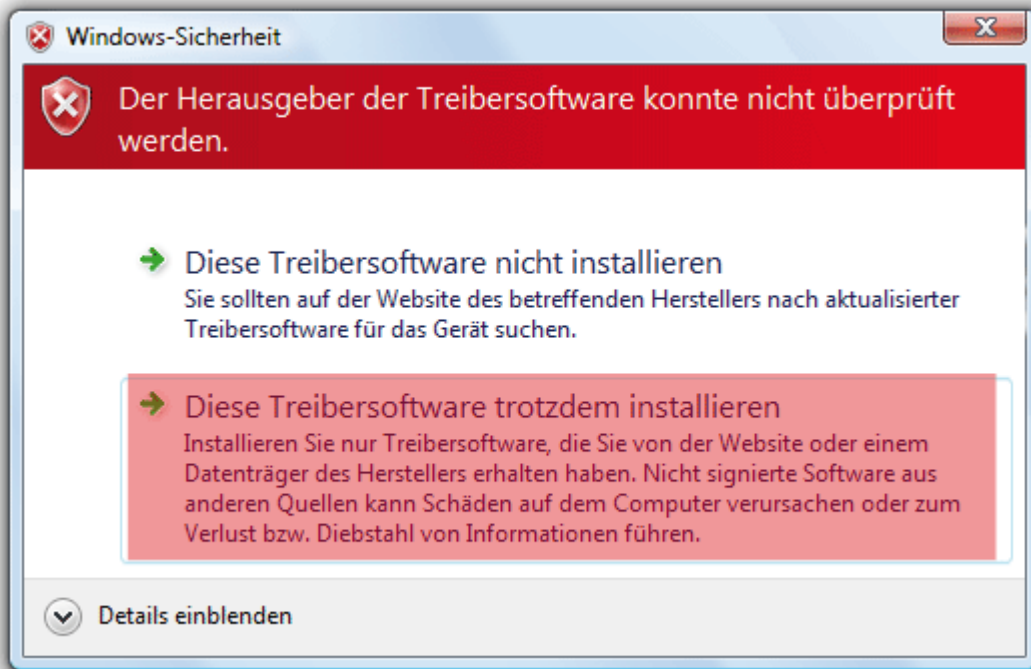 Windows-Sicherheit
Der Herausgeber der Treibersoftware konnte nicht überprüft
werden.
Diese Treibersoftware nicht installieren
Sie sollten auf der Website des betreffenden Herstellers nach aktualisierter
Treibersoftware für das Gerät suchen.
Diese Treibersoftware trotzdem installieren
Installieren Sie nur Treibersoftware, die Sie von der Website oder einem
Datenträger des Herstellers erhalten haben. Nicht signierte Software aus
anderen Quellen kann Schäden auf dem Computer verursachen oder zum
Verlust bzw. Diebstahl von Informationen führen.
Details einblenden